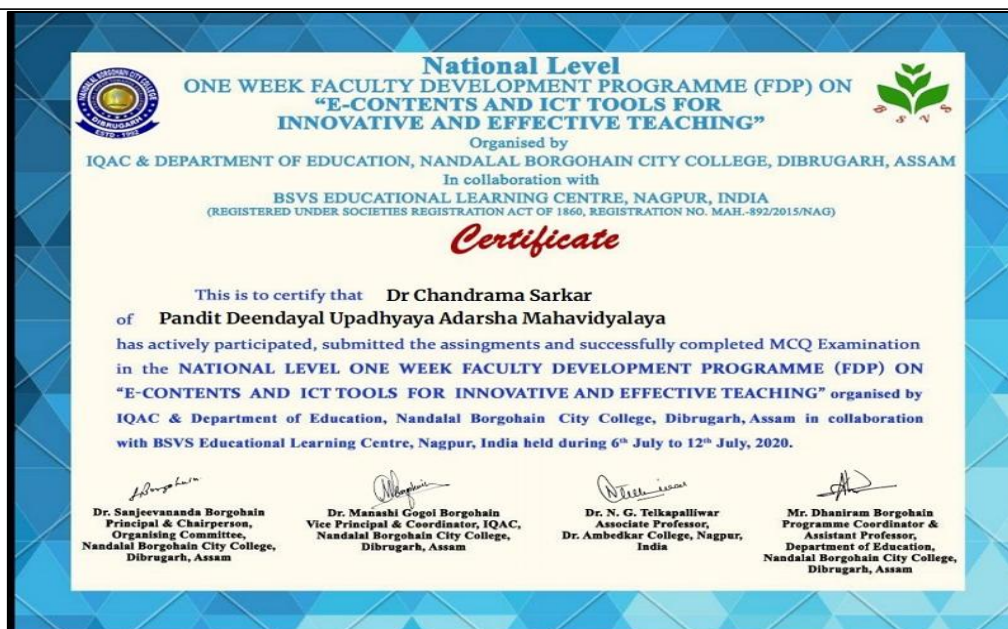 National Level
ONE WEEK FACULTY DEVELOPMENT PROGRAMME (FDP) ON
“E-CONTENTS AND ICT TOOLS FOR
INNOVATIVE AND EFFECTIVE TEACHING”
Organised by
IQAC & DEPARTMENT OF EDUCATION, NANDALAL BORGOHAIN CITY COLLEGE, DIBRUGARH, ASSAM
In collaboration with
BSVS EDUCATIONAL LEARNING CENTRE, NAGPUR, INDIA
(REGISTERED UNDER SOCIETIES REGISTRATION ACT OF 1860, REGISTRATION NO. MAH.-892/2015/NAG)
NANDALAL BORGOHAIN CITY COLLEGE
DIBRUGARH
ESTD - 1992
B S V S
Certificate
This is to certify that Dr Chandrama Sarkar
of Pandit Deendayal Upadhyaya Adarsha Mahavidyalaya
has actively participated, submitted the assingments and successfully completed MCQ Examination
in the NATIONAL LEVEL ONE WEEK FACULTY DEVELOPMENT PROGRAMME (FDP) ON
“E-CONTENTS AND ICT TOOLS FOR INNOVATIVE AND EFFECTIVE TEACHING” organised by
IQAC & Department of Education, Nandalal Borgohain City College, Dibrugarh, Assam in collaboration
with BSVS Educational Learning Centre, Nagpur, India held during 6th July to 12th July, 2020.
Dr. Sanjeevananda Borgohain
Principal & Chairperson,
Organising Committee,
Nandalal Borgohain City College,
Dibrugarh, Assam
Dr. Manashi Gogoi Borgohain
Vice Principal & Coordinator, IQAC,
Nandalal Borgohain City College,
Dibrugarh, Assam
Dr. N. G. Telkapalliwar
Associate Professor,
Dr. Ambedkar College, Nagpur,
India
Mr. Dhaniram Borgohain
Programme Coordinator &
Assistant Professor,
Department of Education,
Nandalal Borgohain City College,
Dibrugarh, Assam